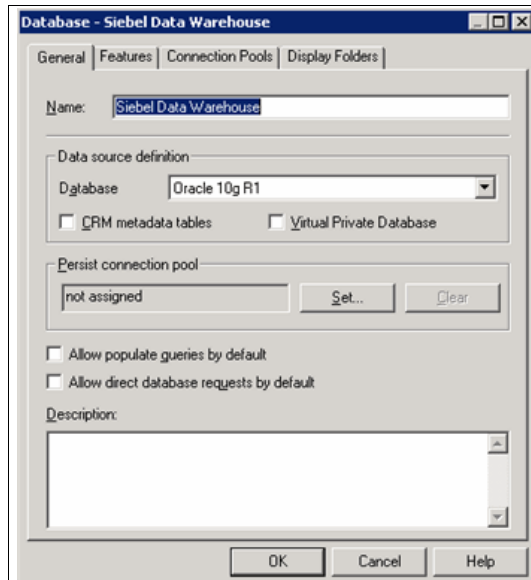 Database - Siebel Data Warehouse
General Features Connection Pools Display Folders
Name: Siebel Data Warehouse
Data source definition
Database Oracle 10g R1
CRM metadata tables Virtual Private Database
Persist connection pool
not assigned Set... Clear
Allow populate queries by default
Allow direct database requests by default
Description:
OK Cancel Help